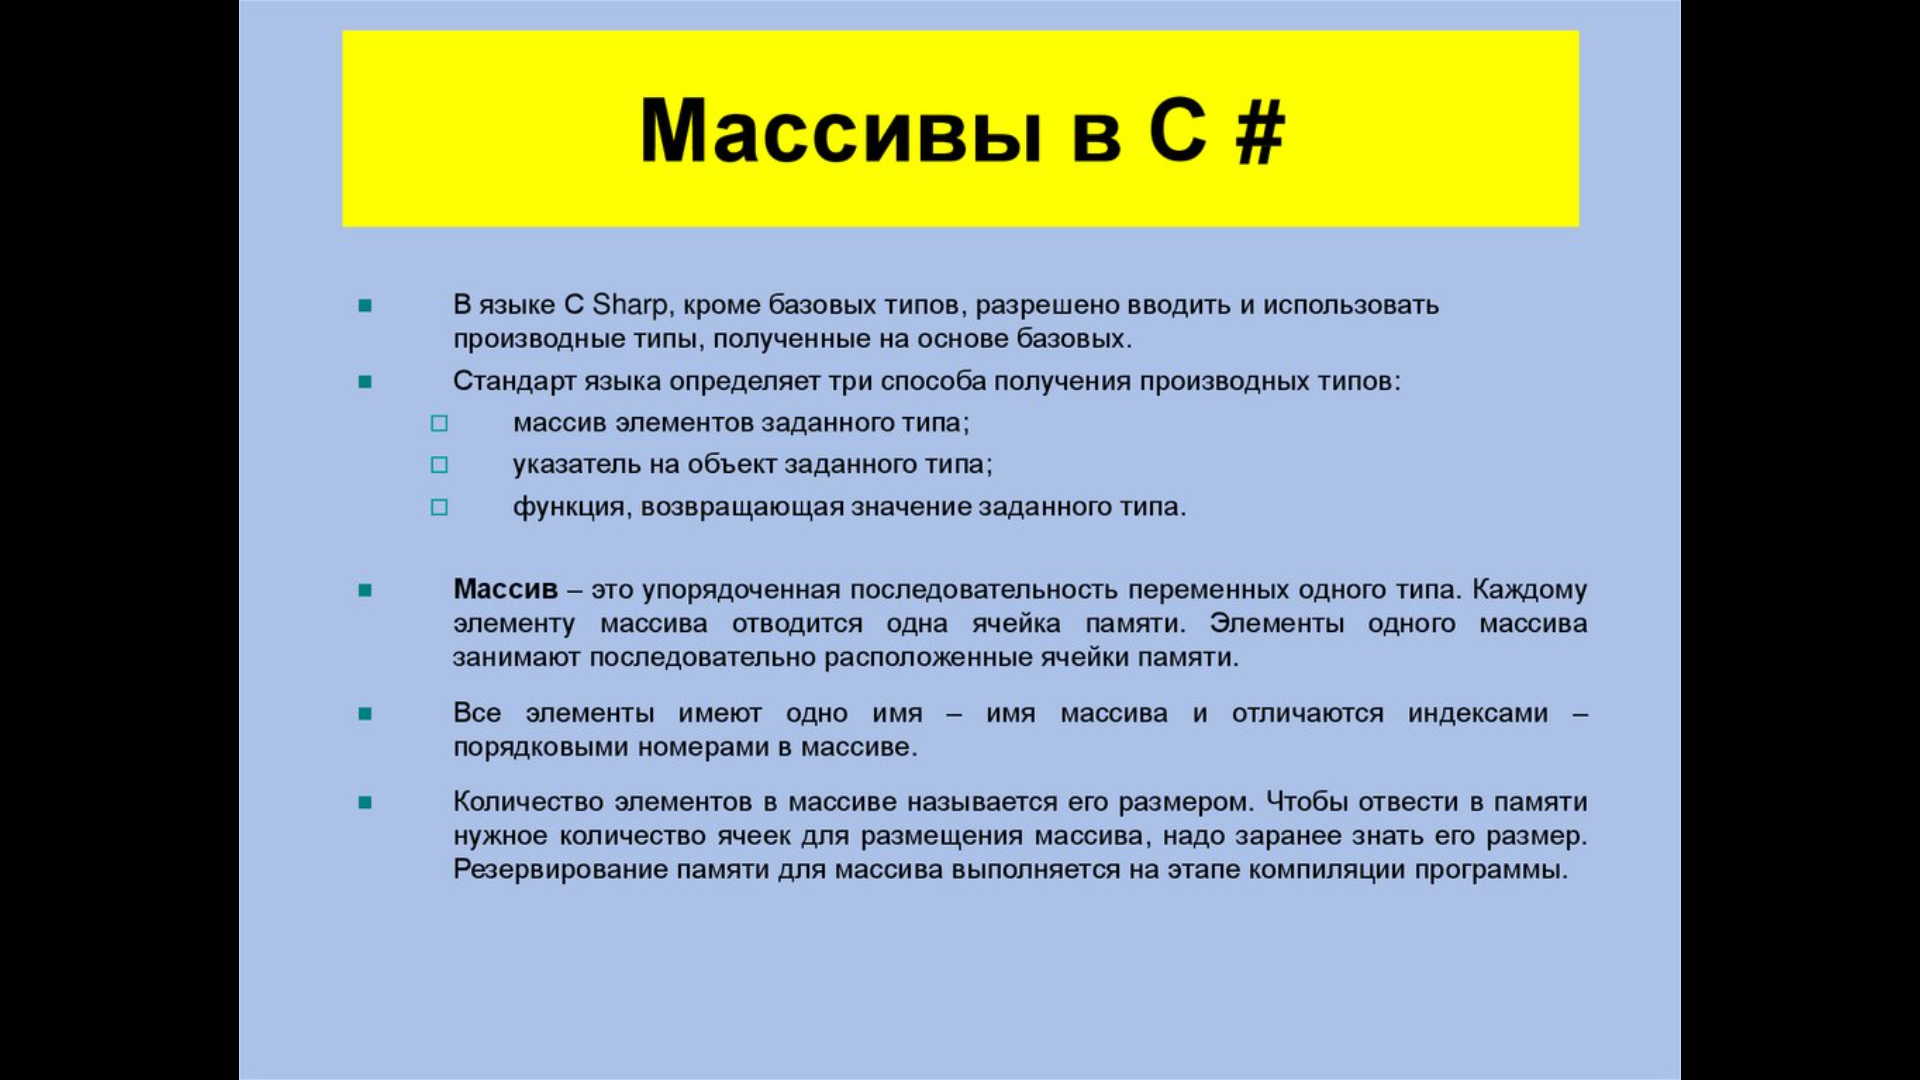 Массивы в C #
В языке C Sharp, кроме базовых типов, разрешено вводить и использовать
производные типы, полученные на основе базовых.
Стандарт языка определяет три способа получения производных типов:
массив элементов заданного типа;
указатель на объект заданного типа;
функция, возвращающая значение заданного типа.
Массив – это упорядоченная последовательность переменных одного типа. Каждому
элементу массива отводится одна ячейка памяти. Элементы одного массива
занимают последовательно расположенные ячейки памяти.
Все элементы имеют одно имя – имя массива и отличаются индексами –
порядковыми номерами в массиве.
Количество элементов в массиве называется его размером. Чтобы отвести в памяти
нужное количество ячеек для размещения массива, надо заранее знать его размер.
Резервирование памяти для массива выполняется на этапе компиляции программы.